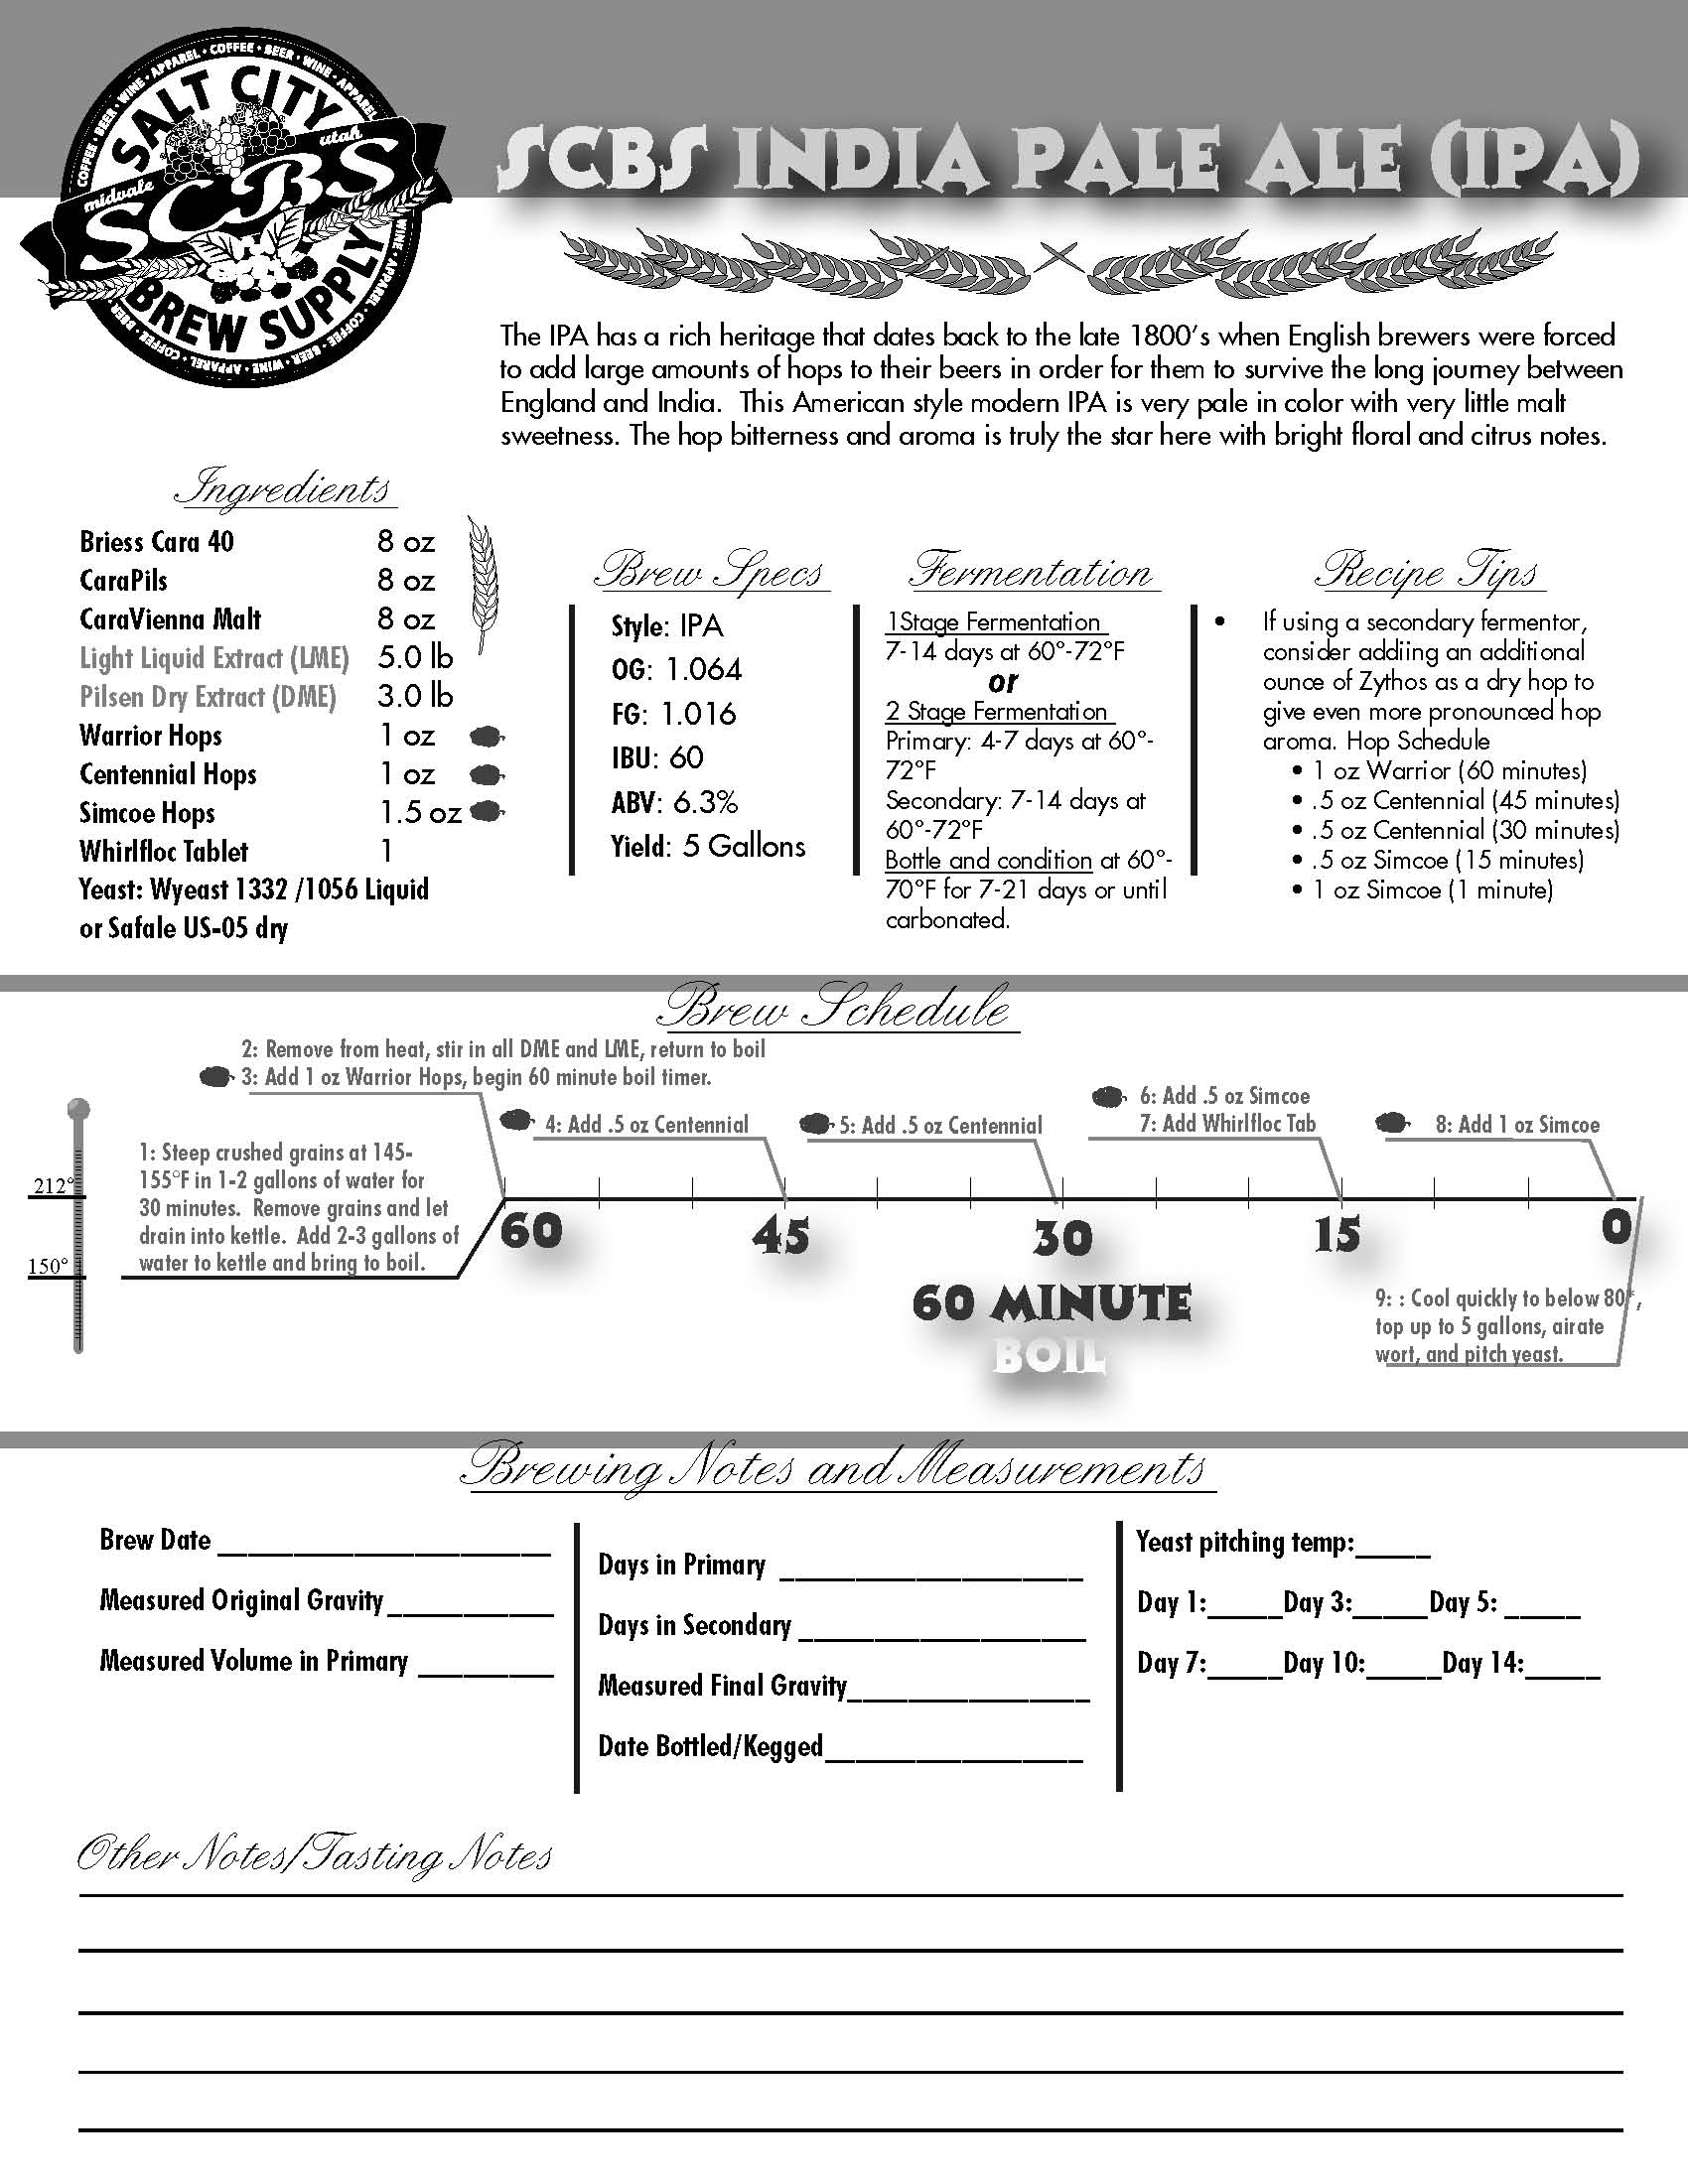 COFFEE • BEER • WINE • APPAREL • COFFEE • BEER • WINE • APPAREL
SALT CITY
midvale
utah
SCBS
BREW SUPPLY
SCBS INDIA PALE ALE (IPA)
The IPA has a rich heritage that dates back to the late 1800's when English brewers were forced
to add large amounts of hops to their beers in order for them to survive the long journey between
England and India.  This American style modern IPA is very pale in color with very little malt
sweetness. The hop bitterness and aroma is truly the star here with bright floral and citrus notes.
Ingredients
Briess Cara 40 8 oz
CaraPils 8 oz
CaraVienna Malt 8 oz
Light Liquid Extract (LME) 5.0 lb
Pilsen Dry Extract (DME) 3.0 lb
Warrior Hops 1 oz
Centennial Hops 1 oz
Simcoe Hops 1.5 oz
Whirlfloc Tablet 1
Yeast: Wyeast 1332 /1056 Liquid
or Safale US-05 dry
Brew Specs
Style: IPA
OG: 1.064
FG: 1.016
IBU: 60
ABV: 6.3%
Yield: 5 Gallons
Fermentation
1Stage Fermentation
7-14 days at 60°-72°F
or
2 Stage Fermentation
Primary: 4-7 days at 60°-
72°F
Secondary: 7-14 days at
60°-72°F
Bottle and condition at 60°-
70°F for 7-21 days or until
carbonated.
Recipe Tips
• If using a secondary fermentor,
consider addiing an additional
ounce of Zythos as a dry hop to
give even more pronounced hop
aroma. Hop Schedule
• 1 oz Warrior (60 minutes)
• .5 oz Centennial (45 minutes)
• .5 oz Centennial (30 minutes)
• .5 oz Simcoe (15 minutes)
• 1 oz Simcoe (1 minute)
Brew Schedule
2: Remove from heat, stir in all DME and LME, return to boil
3: Add 1 oz Warrior Hops, begin 60 minute boil timer.
4: Add .5 oz Centennial
5: Add .5 oz Centennial
6: Add .5 oz Simcoe
7: Add Whirlfloc Tab
8: Add 1 oz Simcoe
1: Steep crushed grains at 145-
155°F in 1-2 gallons of water for
30 minutes.  Remove grains and let
drain into kettle.  Add 2-3 gallons of
water to kettle and bring to boil.
212°
150°
60 45 30 15 0
60 MINUTE
BOIL
9: : Cool quickly to below 80°,
top up to 5 gallons, airate
wort, and pitch yeast.
Brewing Notes and Measurements
Brew Date ______________________
Measured Original Gravity___________
Measured Volume in Primary _________
Days in Primary ____________________
Days in Secondary ___________________
Measured Final Gravity________________
Date Bottled/Kegged_________________
Yeast pitching temp:_____
Day 1:_____Day 3:_____Day 5: _____
Day 7:_____Day 10:_____Day 14:_____
Other Notes/Tasting Notes